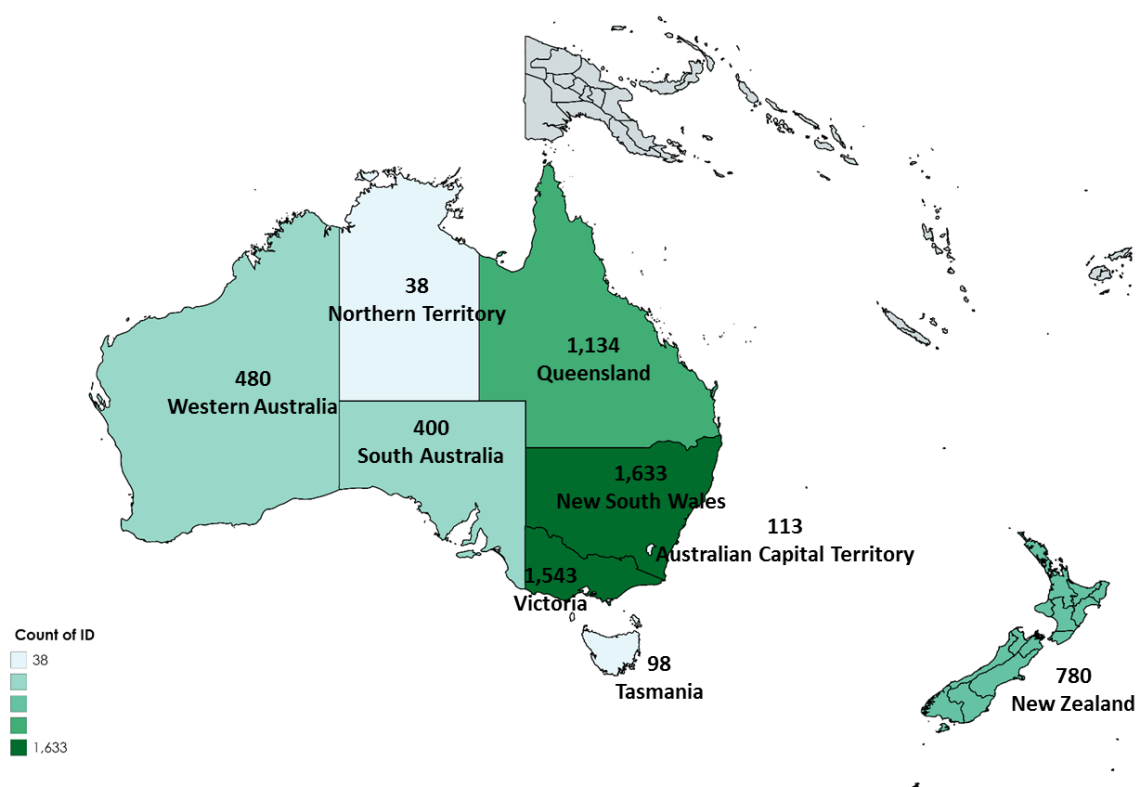 38
Northern Territory
1,134
Queensland
480
Western Australia
400
South Australia
1,633
New South Wales
113
Australian Capital Territory
1,543
Victoria
98
Tasmania
780
New Zealand
Count of ID
38
1,633